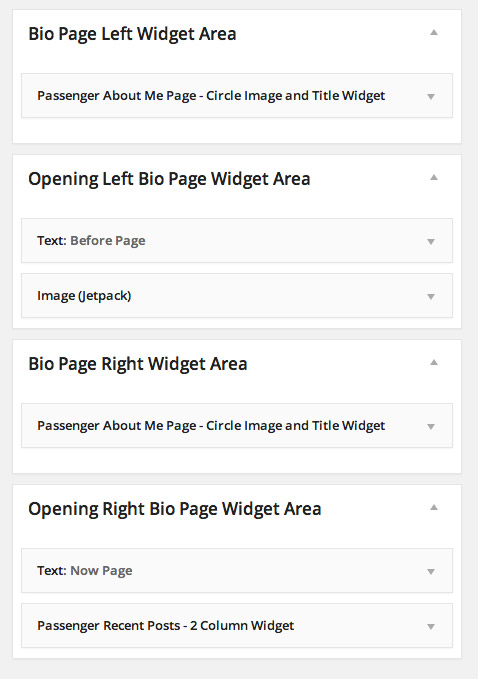 Bio Page Left Widget Area
Passenger About Me Page - Circle Image and Title Widget
Opening Left Bio Page Widget Area
Text: Before Page
Image (Jetpack)
Bio Page Right Widget Area
Passenger About Me Page - Circle Image and Title Widget
Opening Right Bio Page Widget Area
Text: Now Page
Passenger Recent Posts - 2 Column Widget